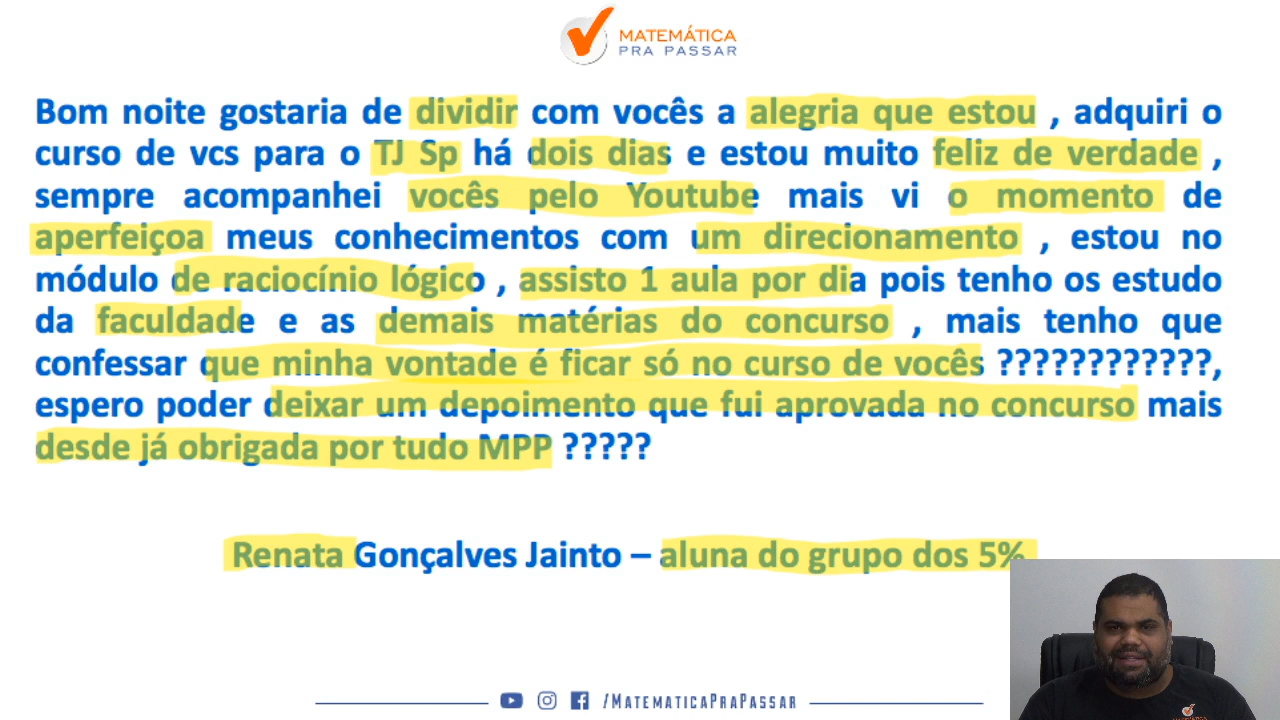 MATEMÁTICA
PRA PASSAR
Bom noite gostaria de dividir com vocês a alegria que estou , adquiri o
curso de vcs para o TJ Sp há dois dias e estou muito feliz de verdade ,
sempre acompanhei vocês pelo Youtube mais vi o momento de
aperfeiçoa meus conhecimentos com um direcionamento , estou no
módulo de raciocínio lógico , assisto 1 aula por dia pois tenho os estudo
da faculdade e as demais matérias do concurso , mais tenho que
confessar que minha vontade é ficar só no curso de vocês ????????????,
espero poder deixar um depoimento que fui aprovada no concurso mais
desde já obrigada por tudo MPP ?????
Renata Gonçalves Jainto – aluna do grupo dos 5%
/MATEMATICAPRAPASSAR